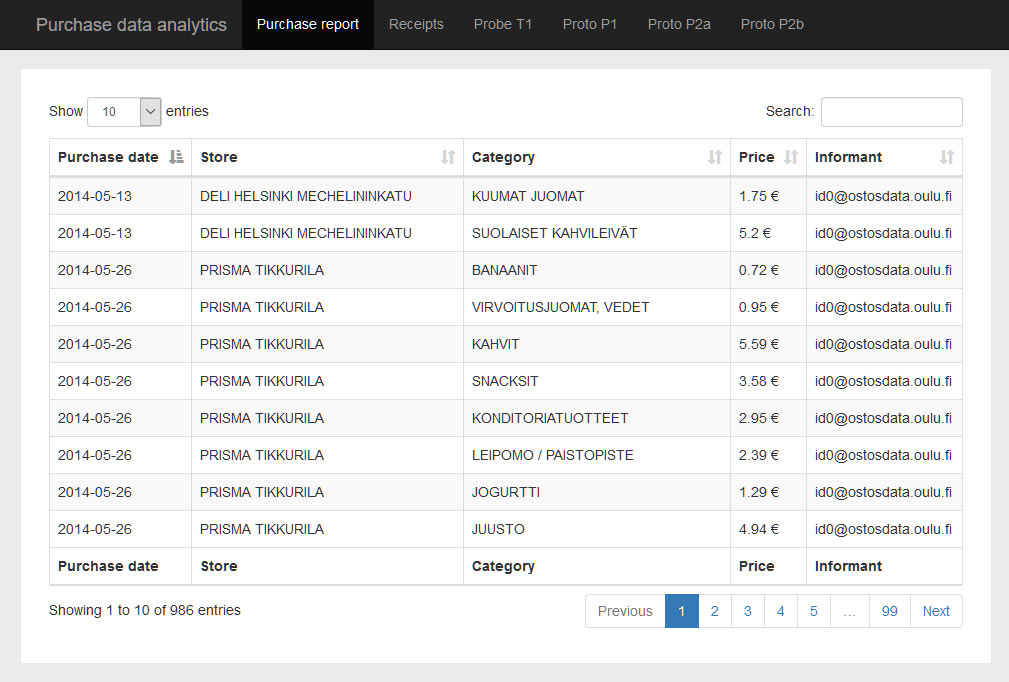 Purchase data analytics Purchase report Receipts Probe T1 Proto P1 Proto P2a Proto P2b
Show 10 entries Search:
Purchase date Store Category Price Informant
2014-05-13 DELI HELSINKI MECHELININKATU KUUMAT JUOMAT 1.75 € id0@ostosdata.oulu.fi
2014-05-13 DELI HELSINKI MECHELININKATU SUOLAISET KAHVILEIVÄT 5.2 € id0@ostosdata.oulu.fi
2014-05-26 PRISMA TIKKURILA BANAANIT 0.72 € id0@ostosdata.oulu.fi
2014-05-26 PRISMA TIKKURILA VIRVOITUSJUOMAT, VEDET 0.95 € id0@ostosdata.oulu.fi
2014-05-26 PRISMA TIKKURILA KAHVIT 5.59 € id0@ostosdata.oulu.fi
2014-05-26 PRISMA TIKKURILA SNACKSIT 3.58 € id0@ostosdata.oulu.fi
2014-05-26 PRISMA TIKKURILA KONDITORIATUOTTEET 2.95 € id0@ostosdata.oulu.fi
2014-05-26 PRISMA TIKKURILA LEIPOMO / PAISTOPISTE 2.39 € id0@ostosdata.oulu.fi
2014-05-26 PRISMA TIKKURILA JOGURTTI 1.29 € id0@ostosdata.oulu.fi
2014-05-26 PRISMA TIKKURILA JUUSTO 4.94 € id0@ostosdata.oulu.fi
Purchase date Store Category Price Informant
Showing 1 to 10 of 986 entries Previous 1 2 3 4 5 … 99 Next